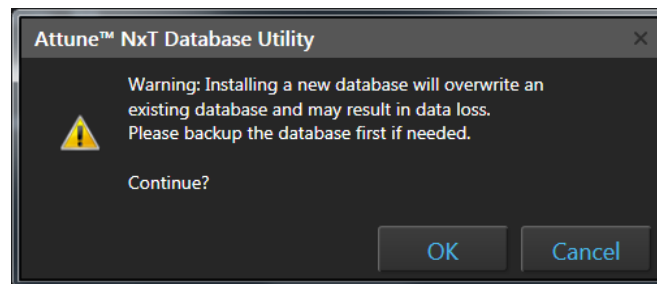 Attune™ NxT Database Utility
Warning: Installing a new database will overwrite an
existing database and may result in data loss.
Please backup the database first if needed.
Continue?
OK
Cancel